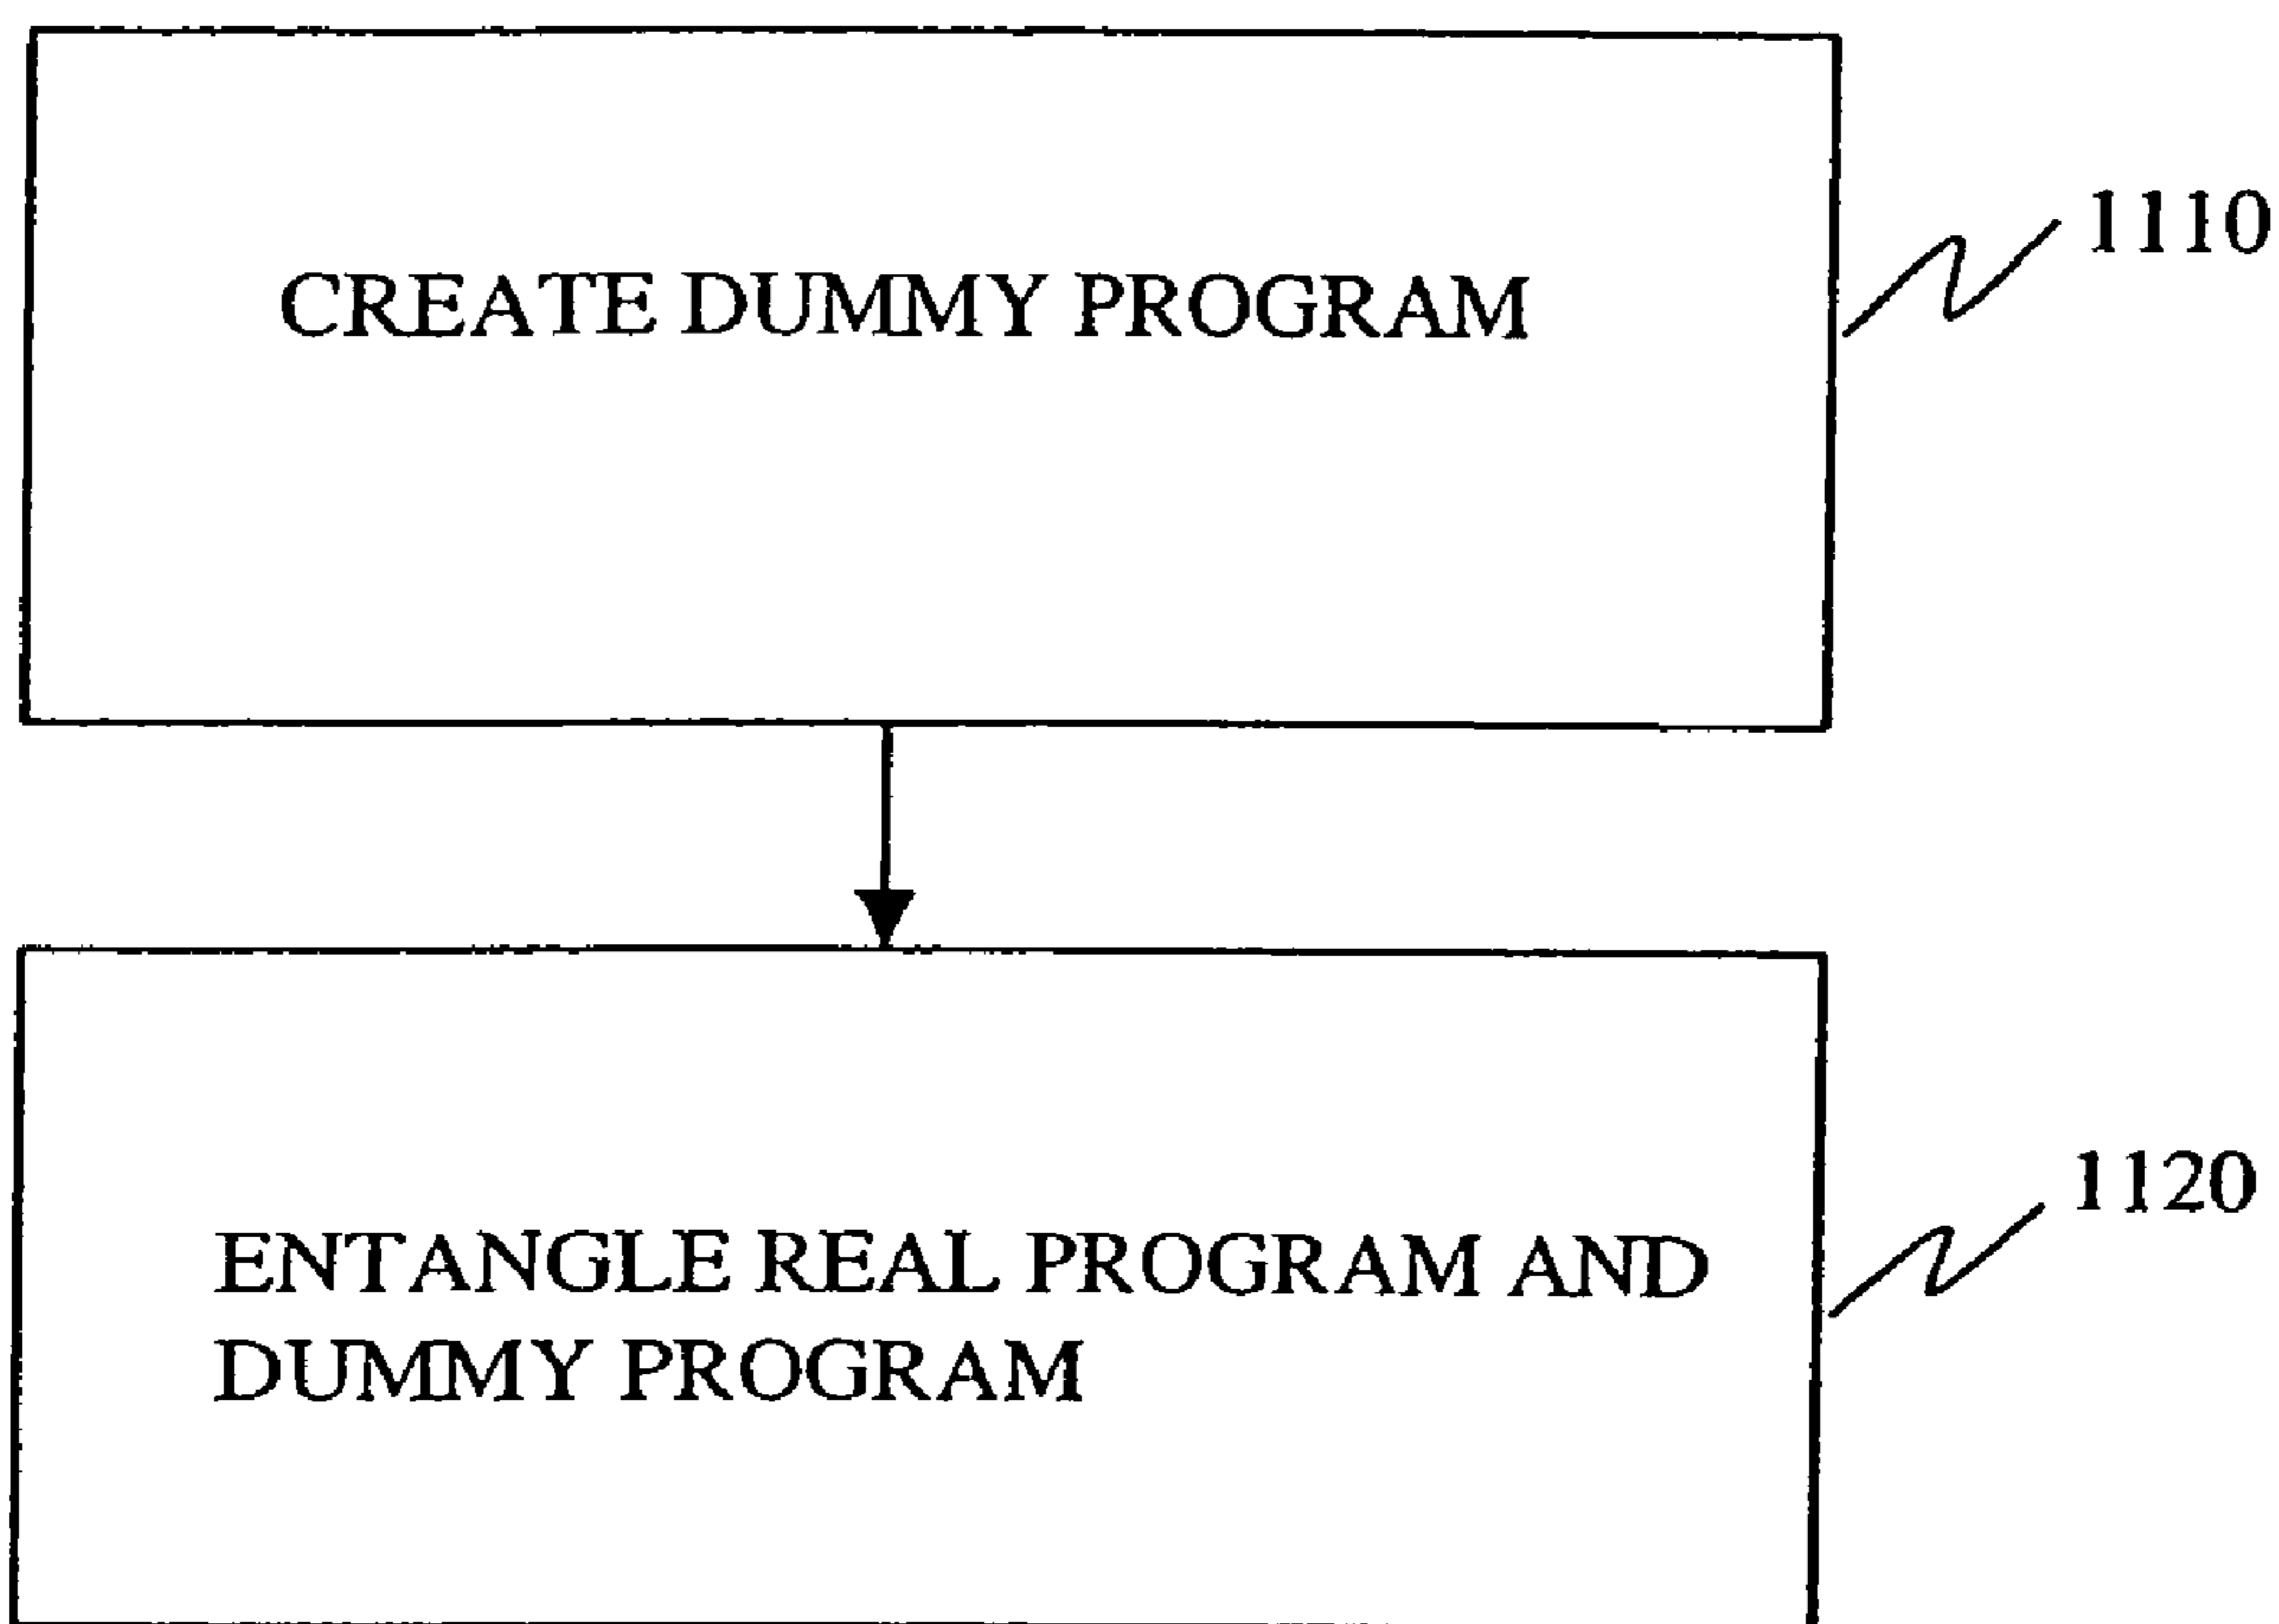 CREATE DUMMY PROGRAM
1110
ENTANGLE REAL PROGRAM AND
DUMMY PROGRAM
1120